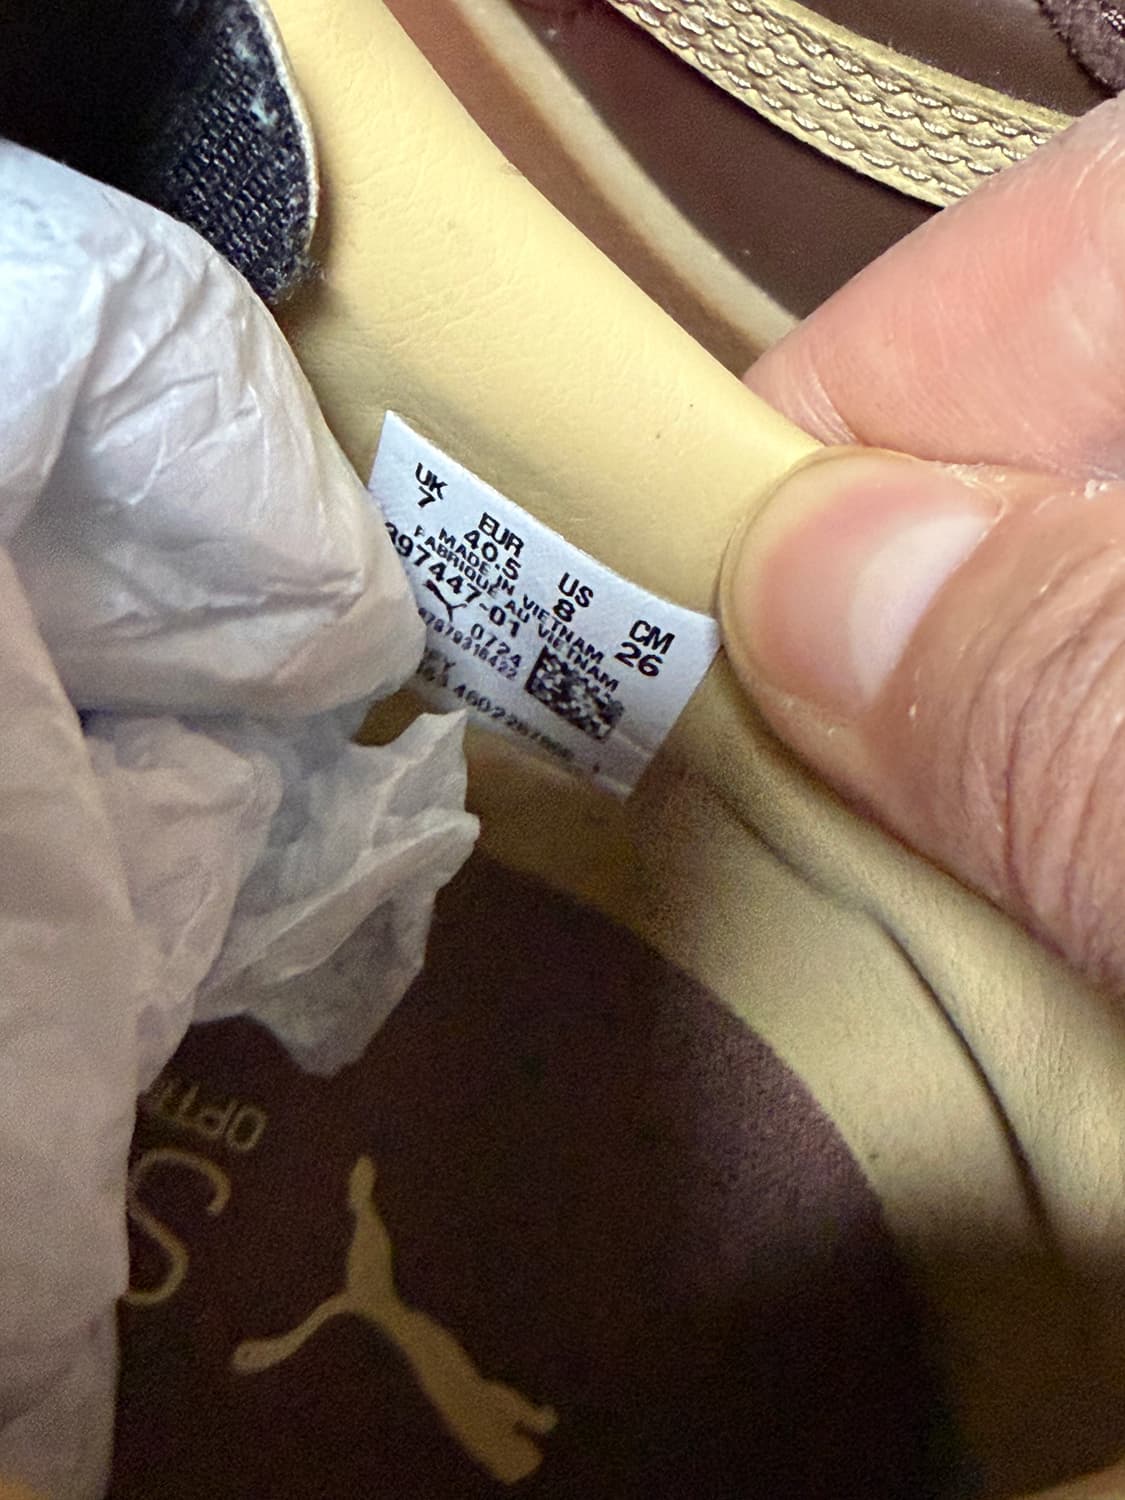 UK EUR US CM
7 40.5 8 26
MADE IN VIETNAM
FABRIQUE AU VIETNAM
397447-01
0724
OPTI
S